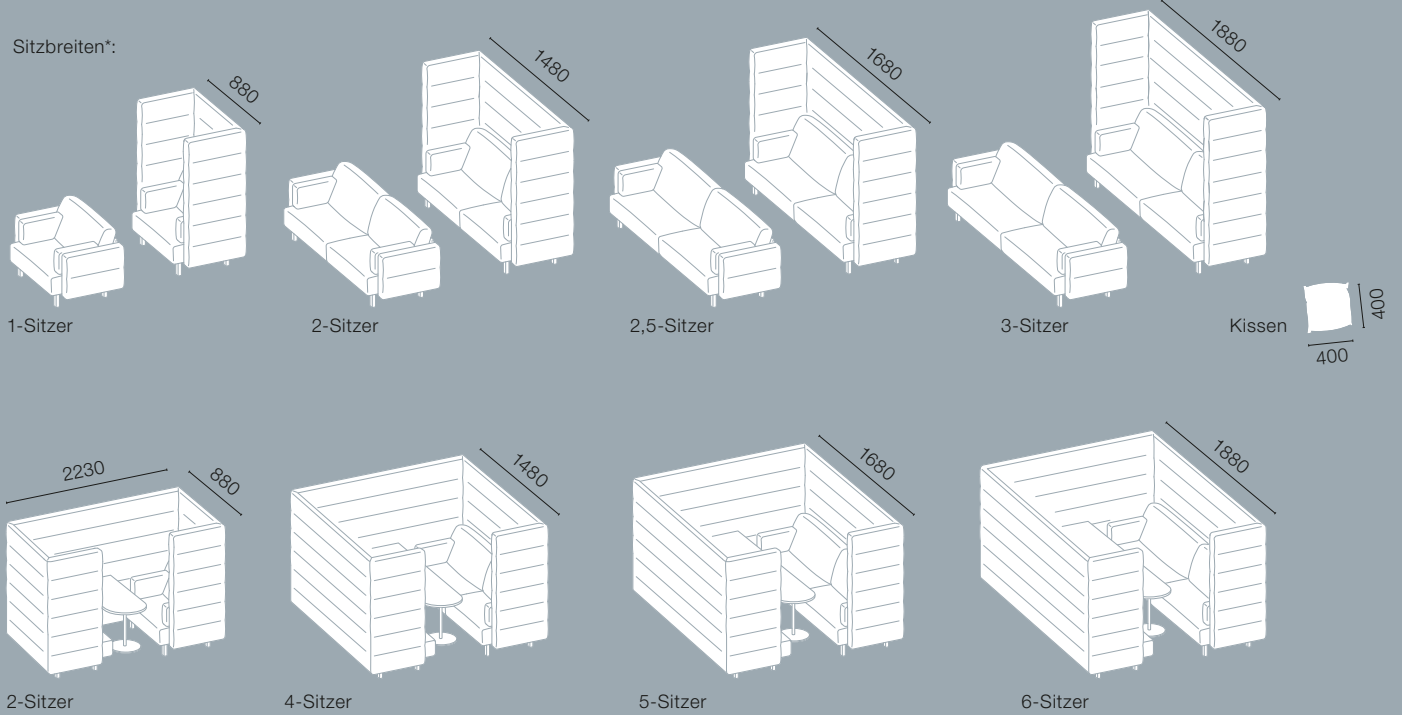 Sitzbreiten*:
880
1480
1680
1880
1-Sitzer
2-Sitzer
2,5-Sitzer
3-Sitzer
Kissen
400
400
2230
880
1480
1680
1880
2-Sitzer
4-Sitzer
5-Sitzer
6-Sitzer